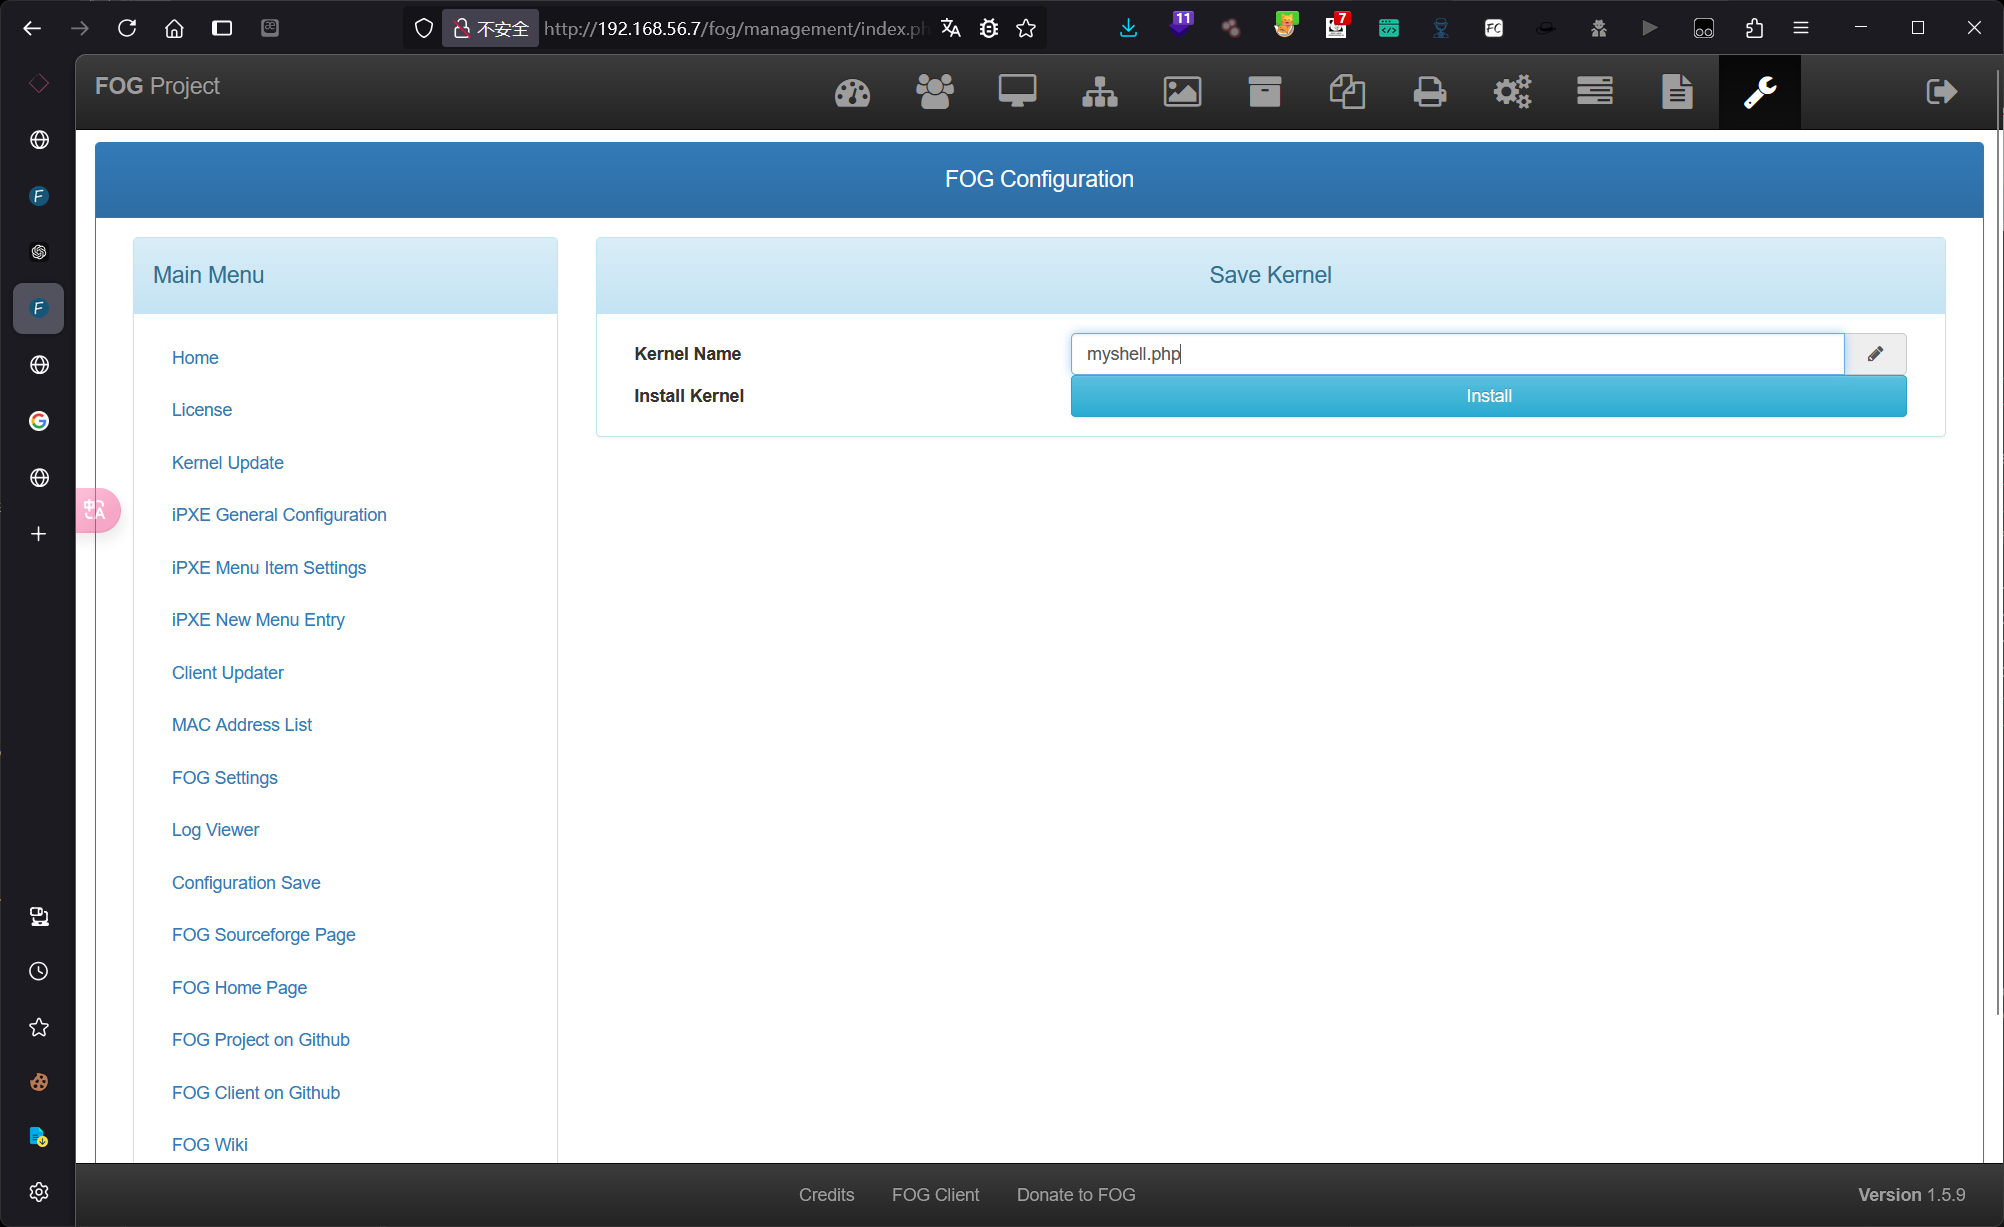 不安全
http://192.168.56.7/fog/management/index.ph
11
7
FC
FOG Project
FOG Configuration
Main Menu
Home
License
Kernel Update
iPXE General Configuration
iPXE Menu Item Settings
iPXE New Menu Entry
Client Updater
MAC Address List
FOG Settings
Log Viewer
Configuration Save
FOG Sourceforge Page
FOG Home Page
FOG Project on Github
FOG Client on Github
FOG Wiki
Save Kernel
Kernel Name
myshell.php
Install Kernel
Install
Credits
FOG Client
Donate to FOG
Version 1.5.9